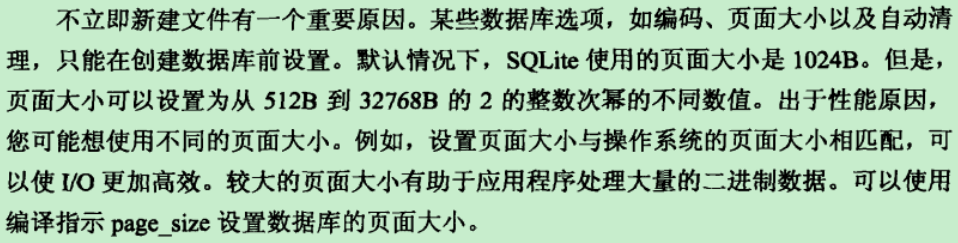 不立即新建文件有一个重要原因。某些数据库选项，如编码、页面大小以及自动清
理，只能在创建数据库前设置。默认情况下，SQLite 使用的页面大小是 1024B。但是，
页面大小可以设置为从 512B 到 32768B 的 2 的整数次幂的不同数值。出于性能原因，
您可能想使用不同的页面大小。例如，设置页面大小与操作系统的页面大小相匹配，可
以使 I/O 更加高效。较大的页面大小有助于应用程序处理大量的二进制数据。可以使用
编译指示 page_size 设置数据库的页面大小。